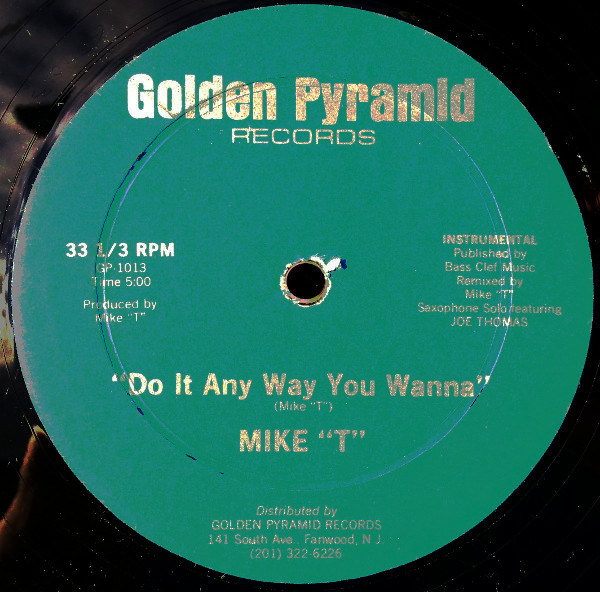 Golden Pyramid
RECORDS
33 1/3 RPM
GP-1013
Time 5:00
Produced by
Mike "T"
INSTRUMENTAL
Published by
Bass Clef Music
Remixed by
Mike "T"
Saxophone Solo featuring
JOE THOMAS
"Do It Any Way You Wanna"
(Mike "T")
MIKE "T"
Distributed by
GOLDEN PYRAMID RECORDS
141 South Ave., Fanwood, N.J.
(201) 322-6226